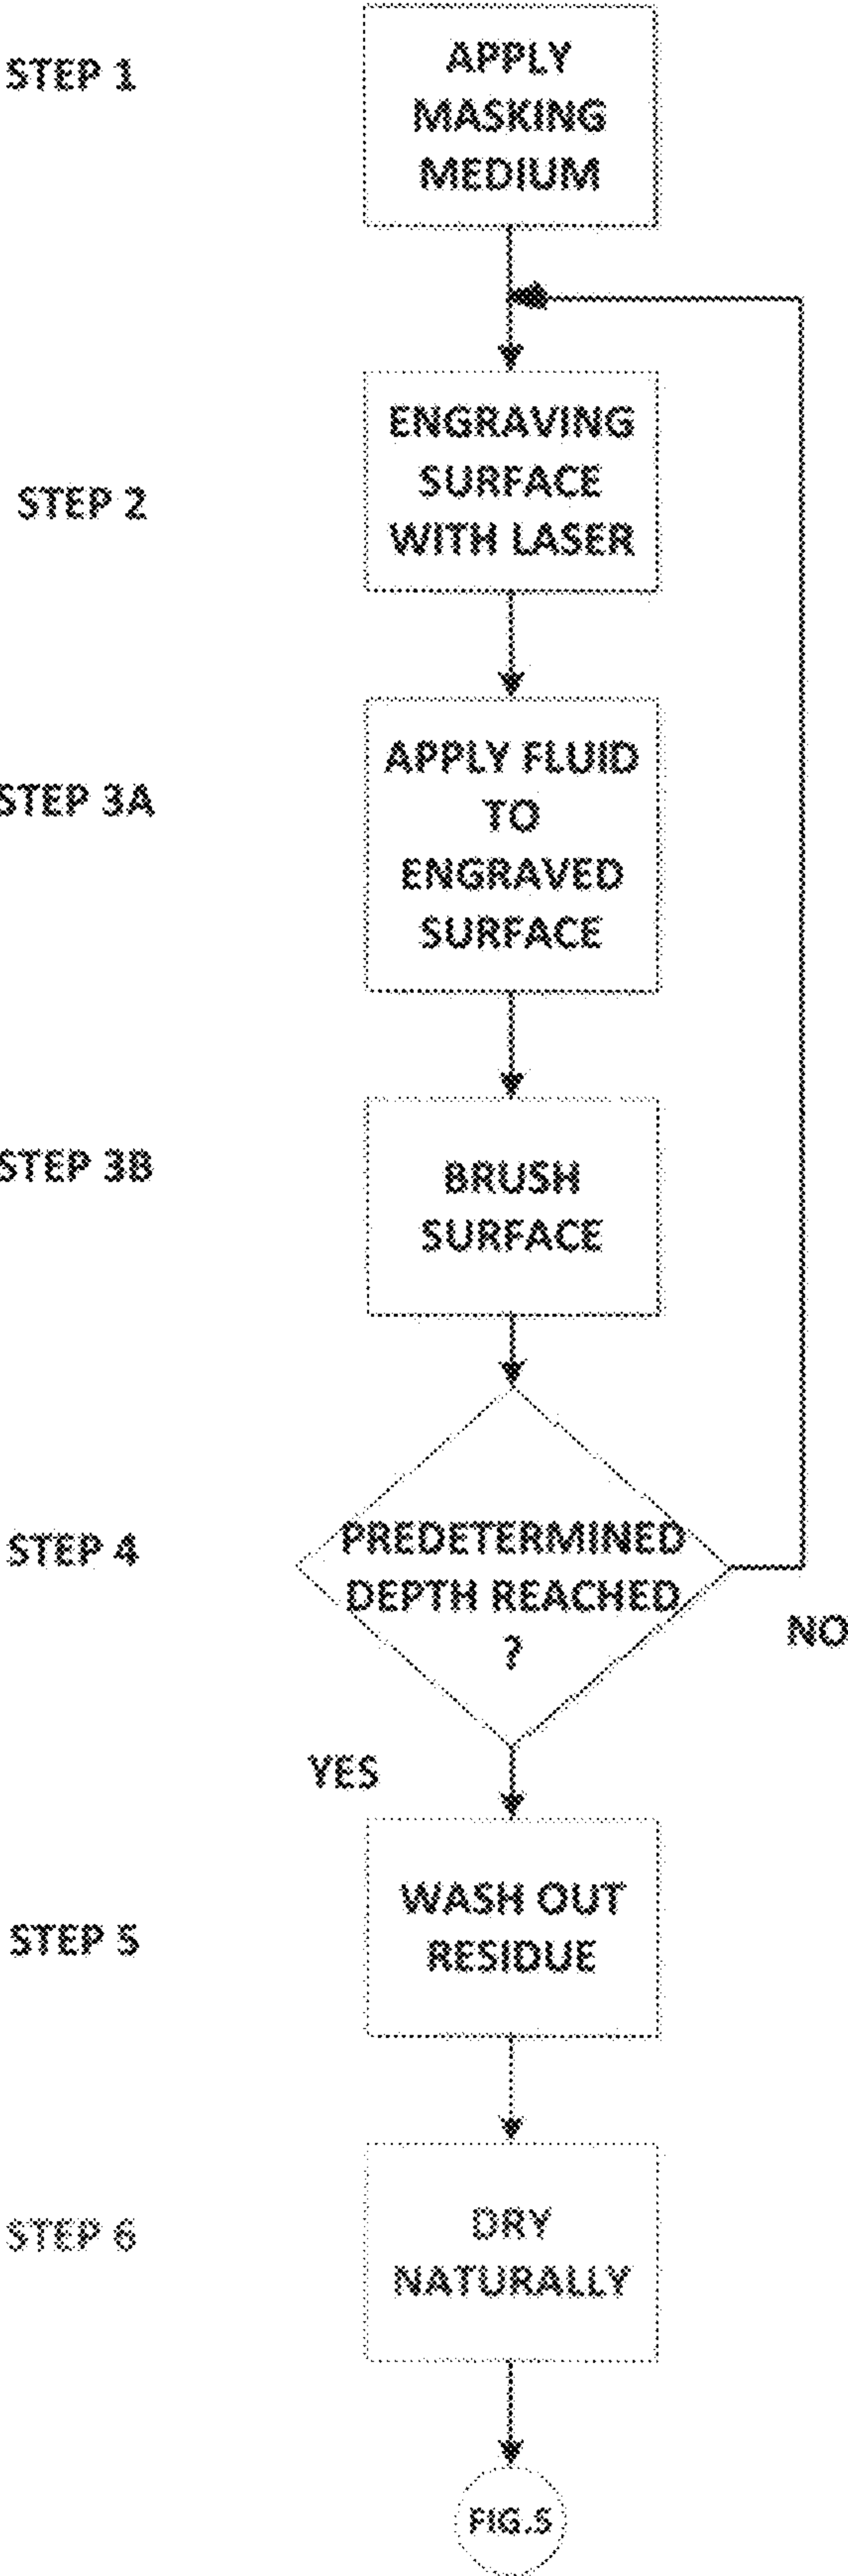 STEP 1
APPLY
MASKING
MEDIUM
STEP 2
ENGRAVING
SURFACE
WITH LASER
STEP 3A
APPLY FLUID
TO
ENGRAVED
SURFACE
STEP 3B
BRUSH
SURFACE
STEP 4
PREDETERMINED
DEPTH REACHED
?
NO
YES
STEP 5
WASH OUT
RESIDUE
STEP 6
DRY
NATURALLY
FIG.5